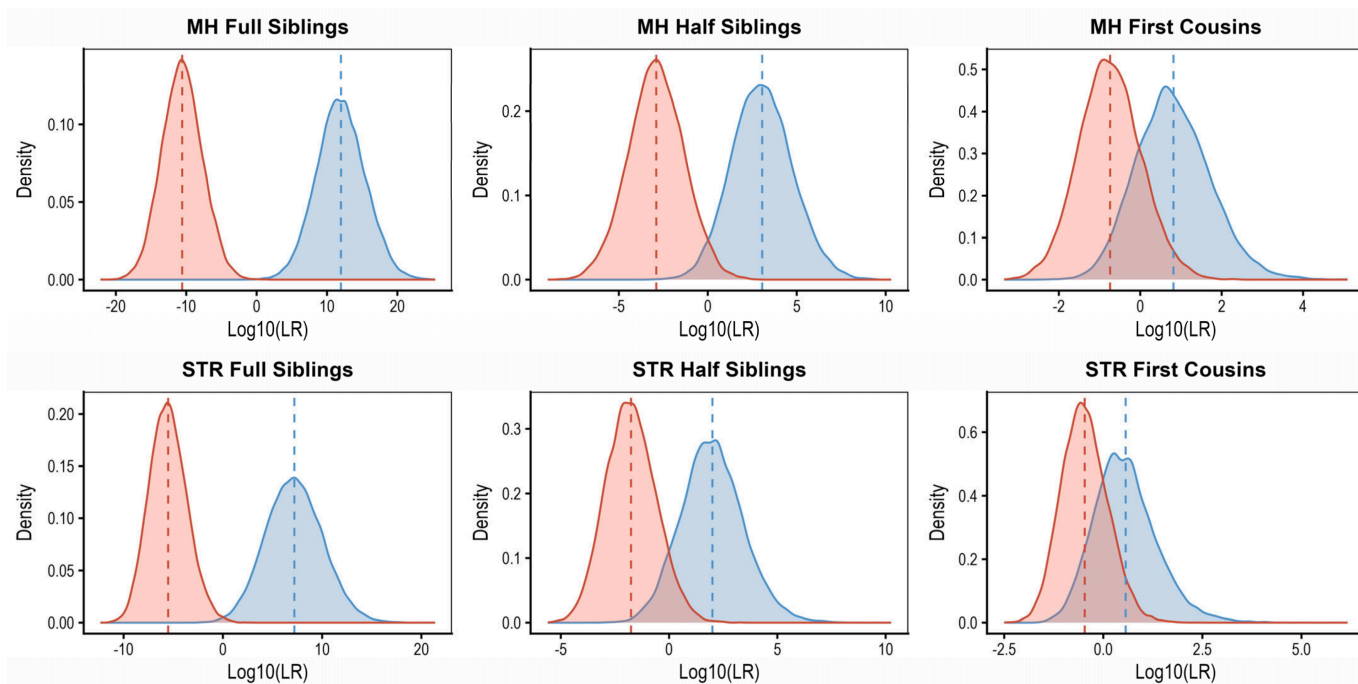 MH Full Siblings
MH Half Siblings
MH First Cousins
Density
0.10
0.05
0.00
-20
-10
0
10
20
Log10(LR)
Density
0.2
0.1
0.0
-5
0
5
10
Log10(LR)
Density
0.5
0.4
0.3
0.2
0.1
0.0
-2
0
2
4
Log10(LR)
STR Full Siblings
STR Half Siblings
STR First Cousins
Density
0.20
0.15
0.10
0.05
0.00
-10
0
10
20
Log10(LR)
Density
0.3
0.2
0.1
0.0
-5
0
5
10
Log10(LR)
Density
0.6
0.4
0.2
0.0
-2.5
0.0
2.5
5.0
Log10(LR)